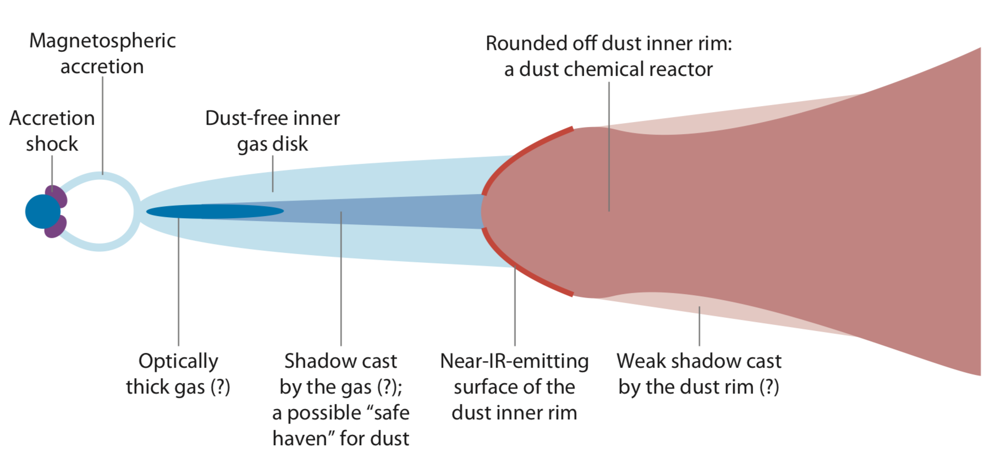 Magnetospheric
accretion
Accretion
shock
Dust-free inner
gas disk
Rounded off dust inner rim:
a dust chemical reactor
Optically
thick gas (?)
Shadow cast
by the gas (?);
a possible “safe
haven” for dust
Near-IR-emitting
surface of the
dust inner rim
Weak shadow cast
by the dust rim (?)